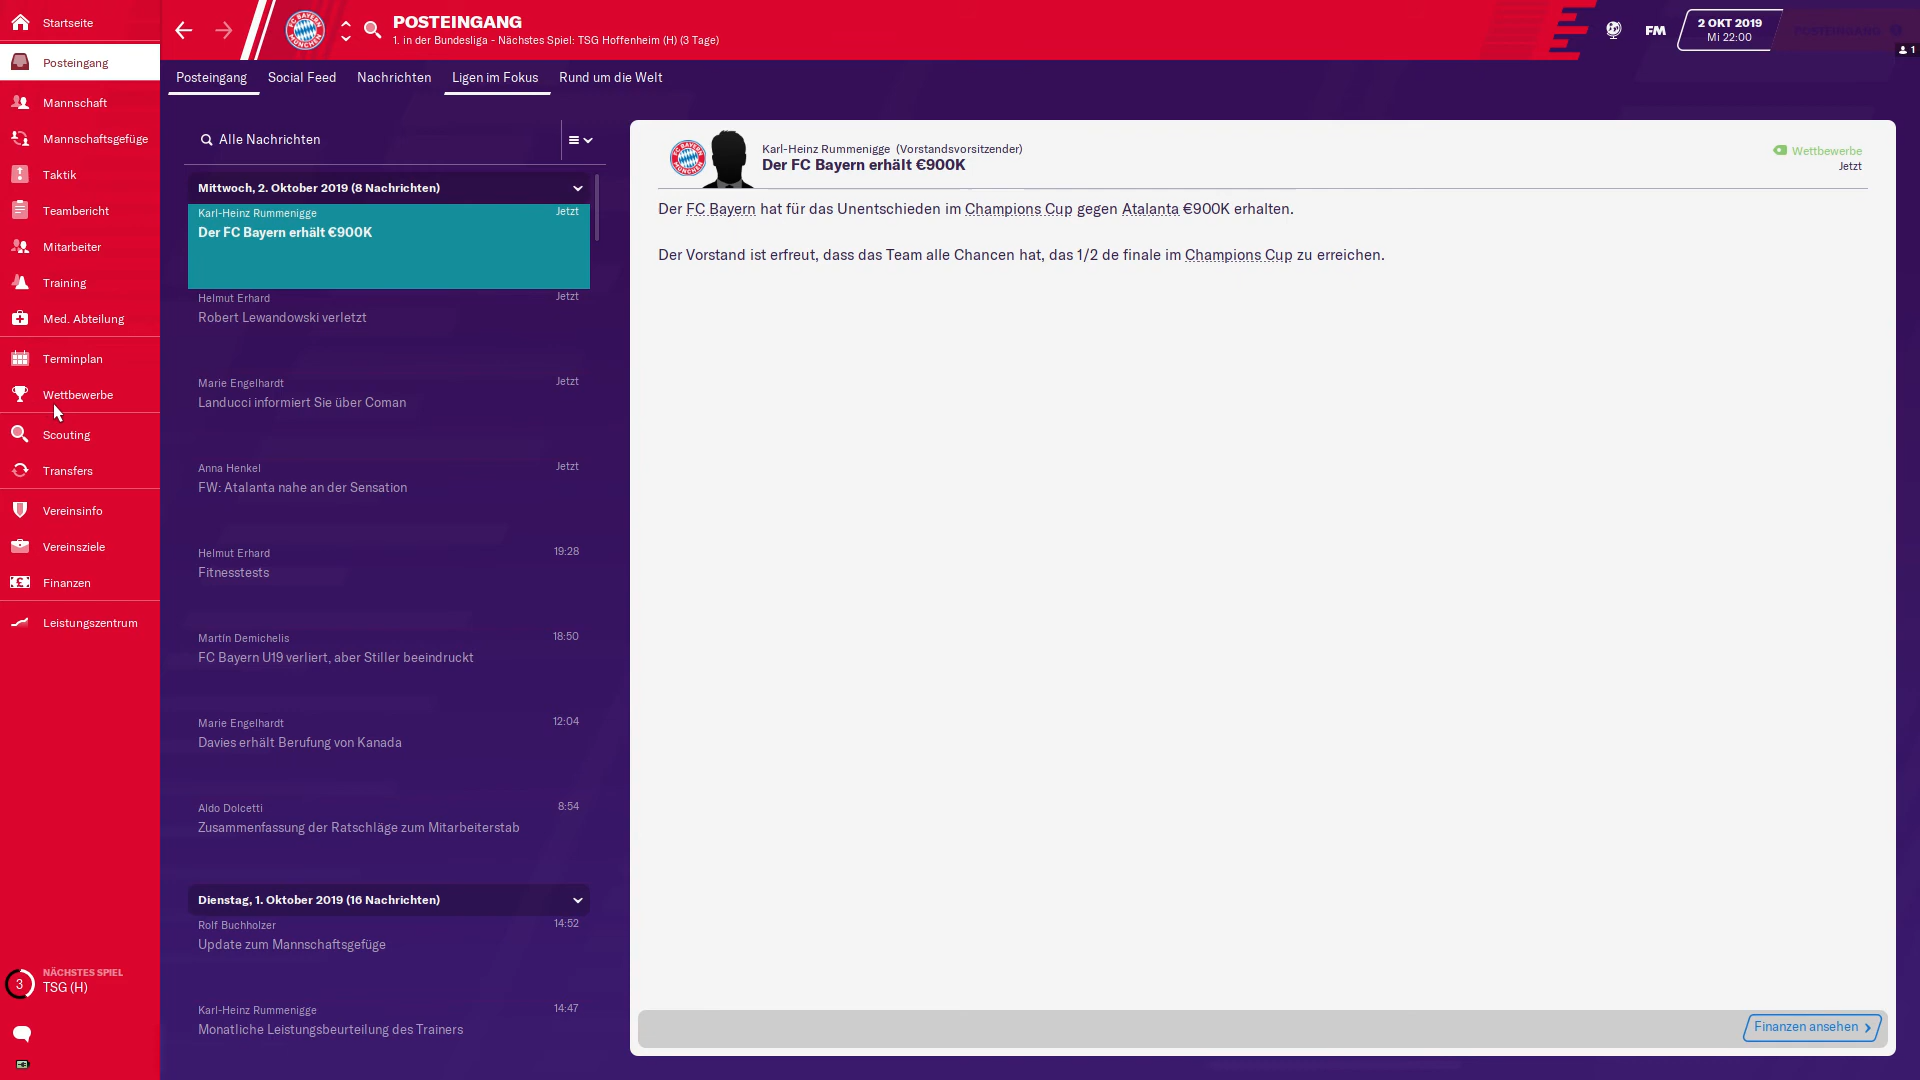 Startseite
Posteingang
Mannschaft
Mannschaftsgefüge
Taktik
Teambericht
Mitarbeiter
Training
Med. Abteilung
Terminplan
Wettbewerbe
Scouting
Transfers
Vereinsinfo
Vereinsziele
Finanzen
Leistungszentrum
3
NÄCHSTES SPIEL
TSG (H)
POSTEINGANG
1. in der Bundesliga - Nächstes Spiel: TSG Hoffenheim (H) (3 Tage)
FM
2 OKT 2019
Mi 22:00
1
Posteingang Social Feed Nachrichten Ligen im Fokus Rund um die Welt
Alle Nachrichten
Mittwoch, 2. Oktober 2019 (8 Nachrichten)
Karl-Heinz Rummenigge Jetzt
Der FC Bayern erhält €900K
Helmut Erhard Jetzt
Robert Lewandowski verletzt
Marie Engelhardt Jetzt
Landucci informiert Sie über Coman
Anna Henkel Jetzt
FW: Atalanta nahe an der Sensation
Helmut Erhard 19:28
Fitnesstests
Martín Demichelis 18:50
FC Bayern U19 verliert, aber Stiller beeindruckt
Marie Engelhardt 12:04
Davies erhält Berufung von Kanada
Aldo Dolcetti 8:54
Zusammenfassung der Ratschläge zum Mitarbeiterstab
Dienstag, 1. Oktober 2019 (16 Nachrichten)
Rolf Buchholzer 14:52
Update zum Mannschaftsgefüge
Karl-Heinz Rummenigge 14:47
Monatliche Leistungsbeurteilung des Trainers
Karl-Heinz Rummenigge (Vorstandsvorsitzender)
Der FC Bayern erhält €900K
Wettbewerbe
Jetzt
Der FC Bayern hat für das Unentschieden im Champions Cup gegen Atalanta €900K erhalten.
Der Vorstand ist erfreut, dass das Team alle Chancen hat, das 1/2 de finale im Champions Cup zu erreichen.
Finanzen ansehen